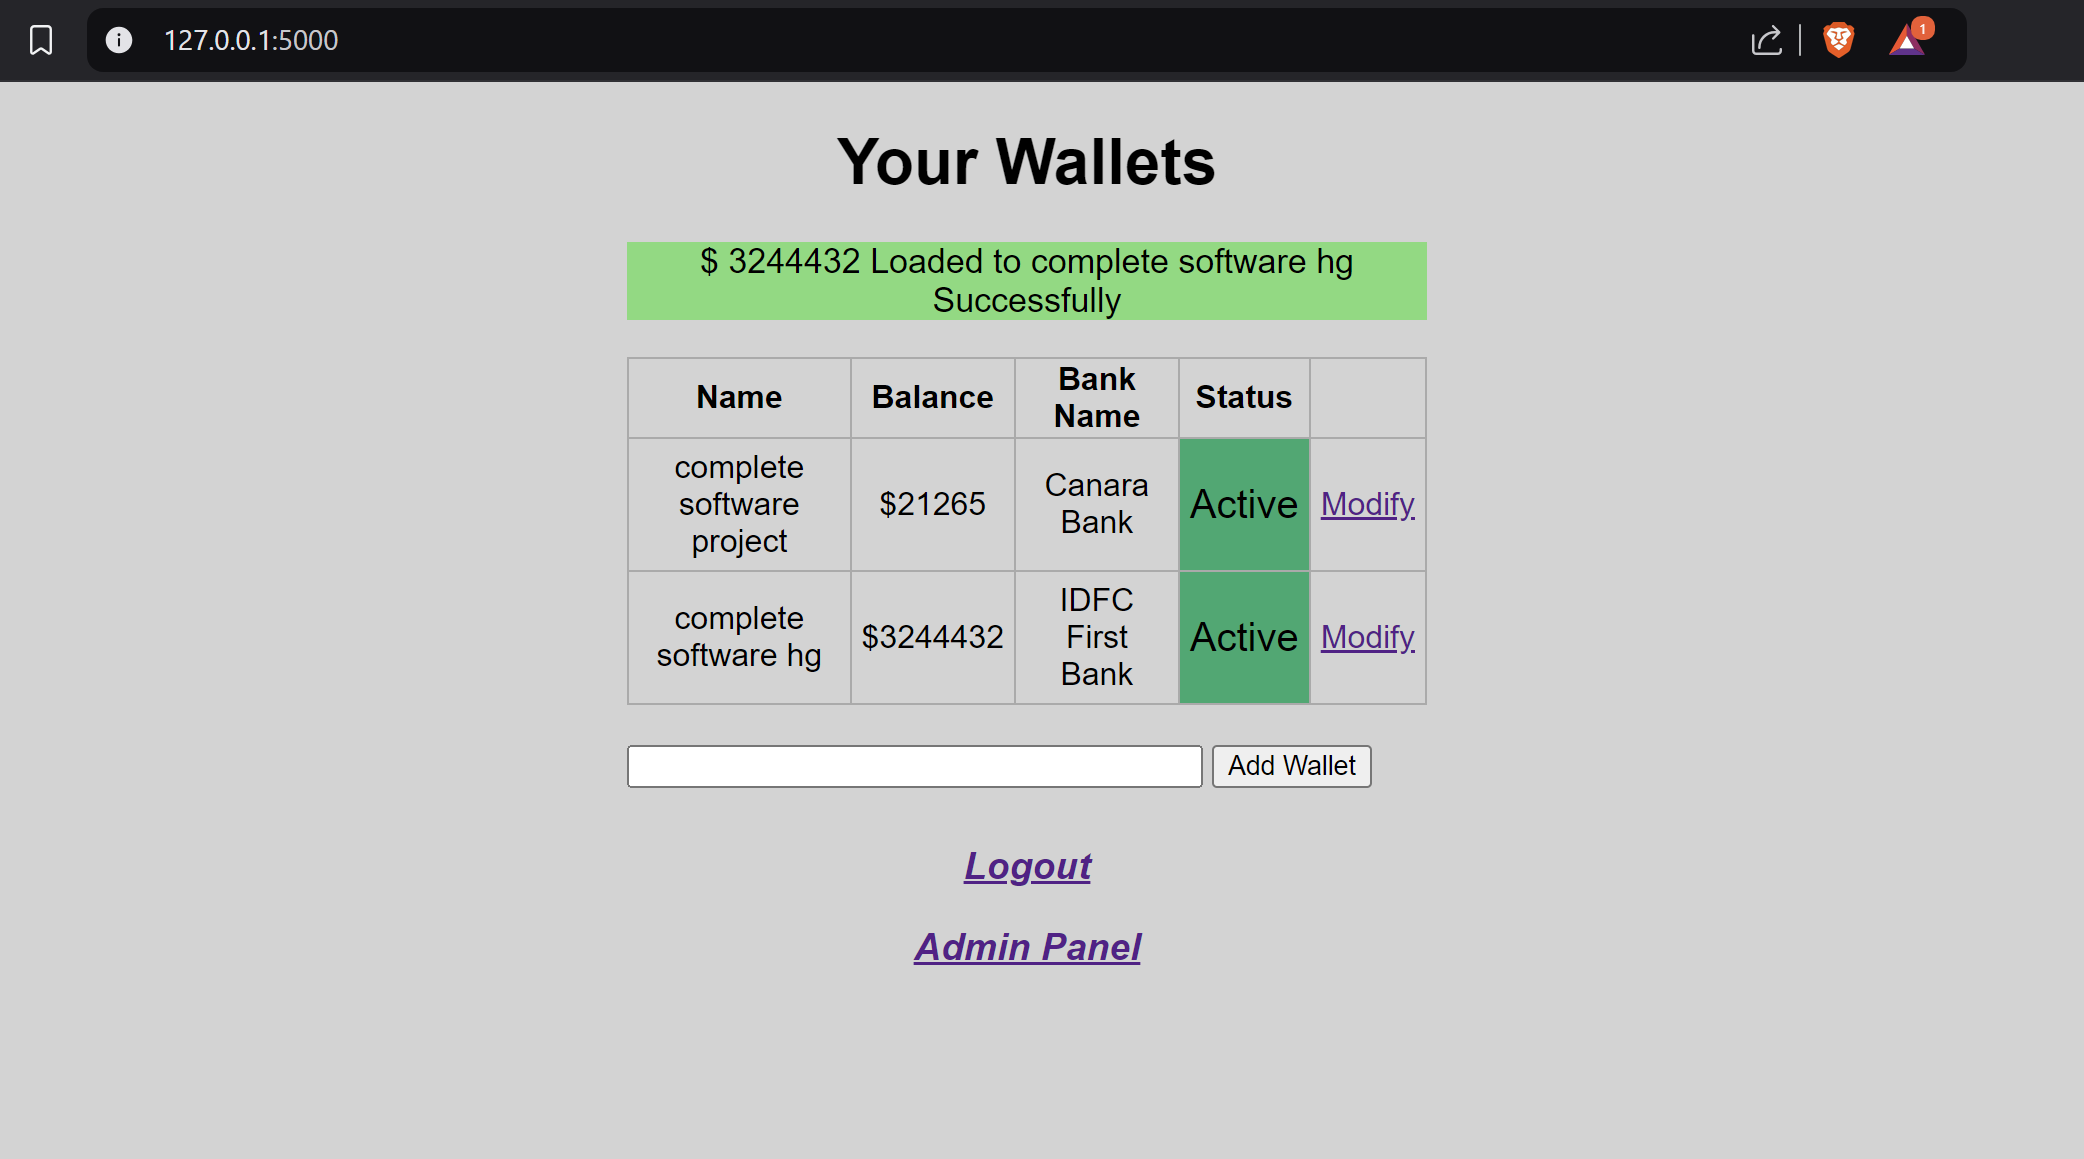 127.0.0.1:5000
1
Your Wallets
$ 3244432 Loaded to complete software hg
Successfully
Name
Balance
Bank
Name
Status
complete
software
project
$21265
Canara
Bank
Active
Modify
complete
software hg
$3244432
IDFC
First
Bank
Active
Modify
Add Wallet
Logout
Admin Panel